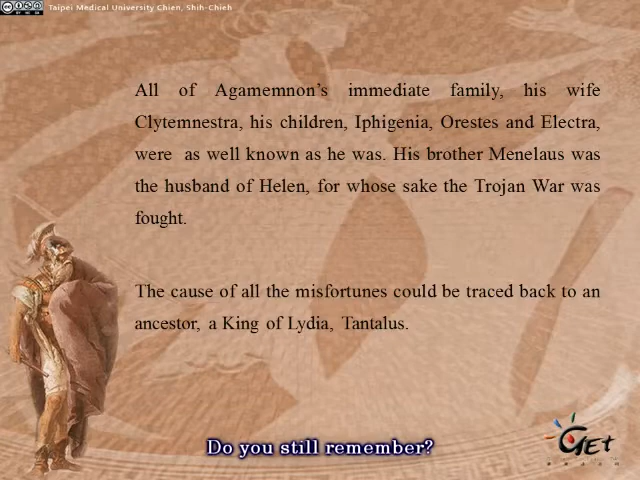 Taipei Medical University Chien, Shih-Chieh
All of Agamemnon's immediate family, his wife
Clytemnestra, his children, Iphigenia, Orestes and Electra,
were as well known as he was. His brother Menelaus was
the husband of Helen, for whose sake the Trojan War was
fought.
The cause of all the misfortunes could be traced back to an
ancestor, a King of Lydia, Tantalus.
Do you still remember?
GET